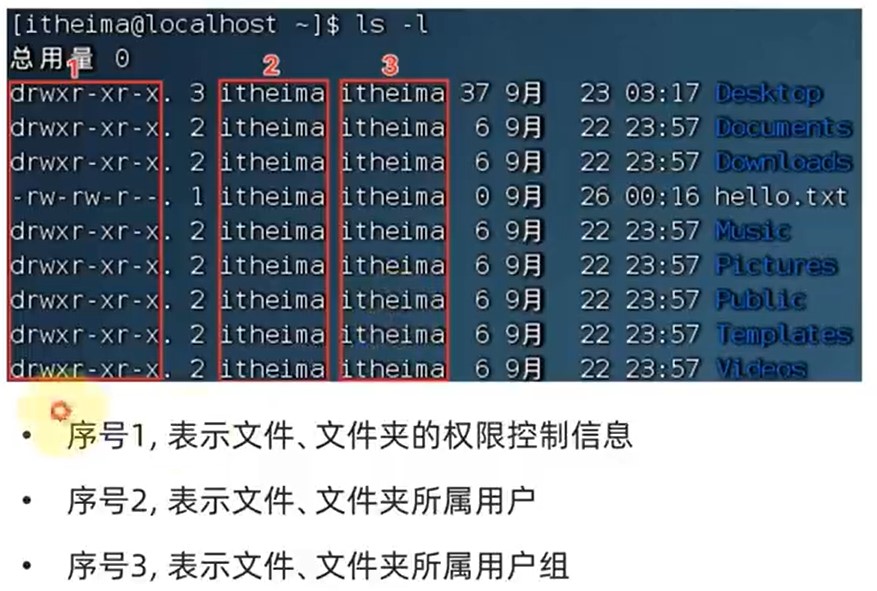 [itheima@localhost ~]$ ls -l
总用量 0
1 2 3
drwxr-xr-x. 3 itheima itheima 37 9月 23 03:17 Desktop
drwxr-xr-x. 2 itheima itheima 6 9月 22 23:57 Documents
drwxr-xr-x. 2 itheima itheima 6 9月 22 23:57 Downloads
-rw-rw-r--. 1 itheima itheima 0 9月 26 00:16 hello.txt
drwxr-xr-x. 2 itheima itheima 6 9月 22 23:57 Music
drwxr-xr-x. 2 itheima itheima 6 9月 22 23:57 Pictures
drwxr-xr-x. 2 itheima itheima 6 9月 22 23:57 Public
drwxr-xr-x. 2 itheima itheima 6 9月 22 23:57 Templates
drwxr-xr-x. 2 itheima itheima 6 9月 22 23:57 Videos
• 序号1, 表示文件、文件夹的权限控制信息
• 序号2, 表示文件、文件夹所属用户
• 序号3, 表示文件、文件夹所属用户组